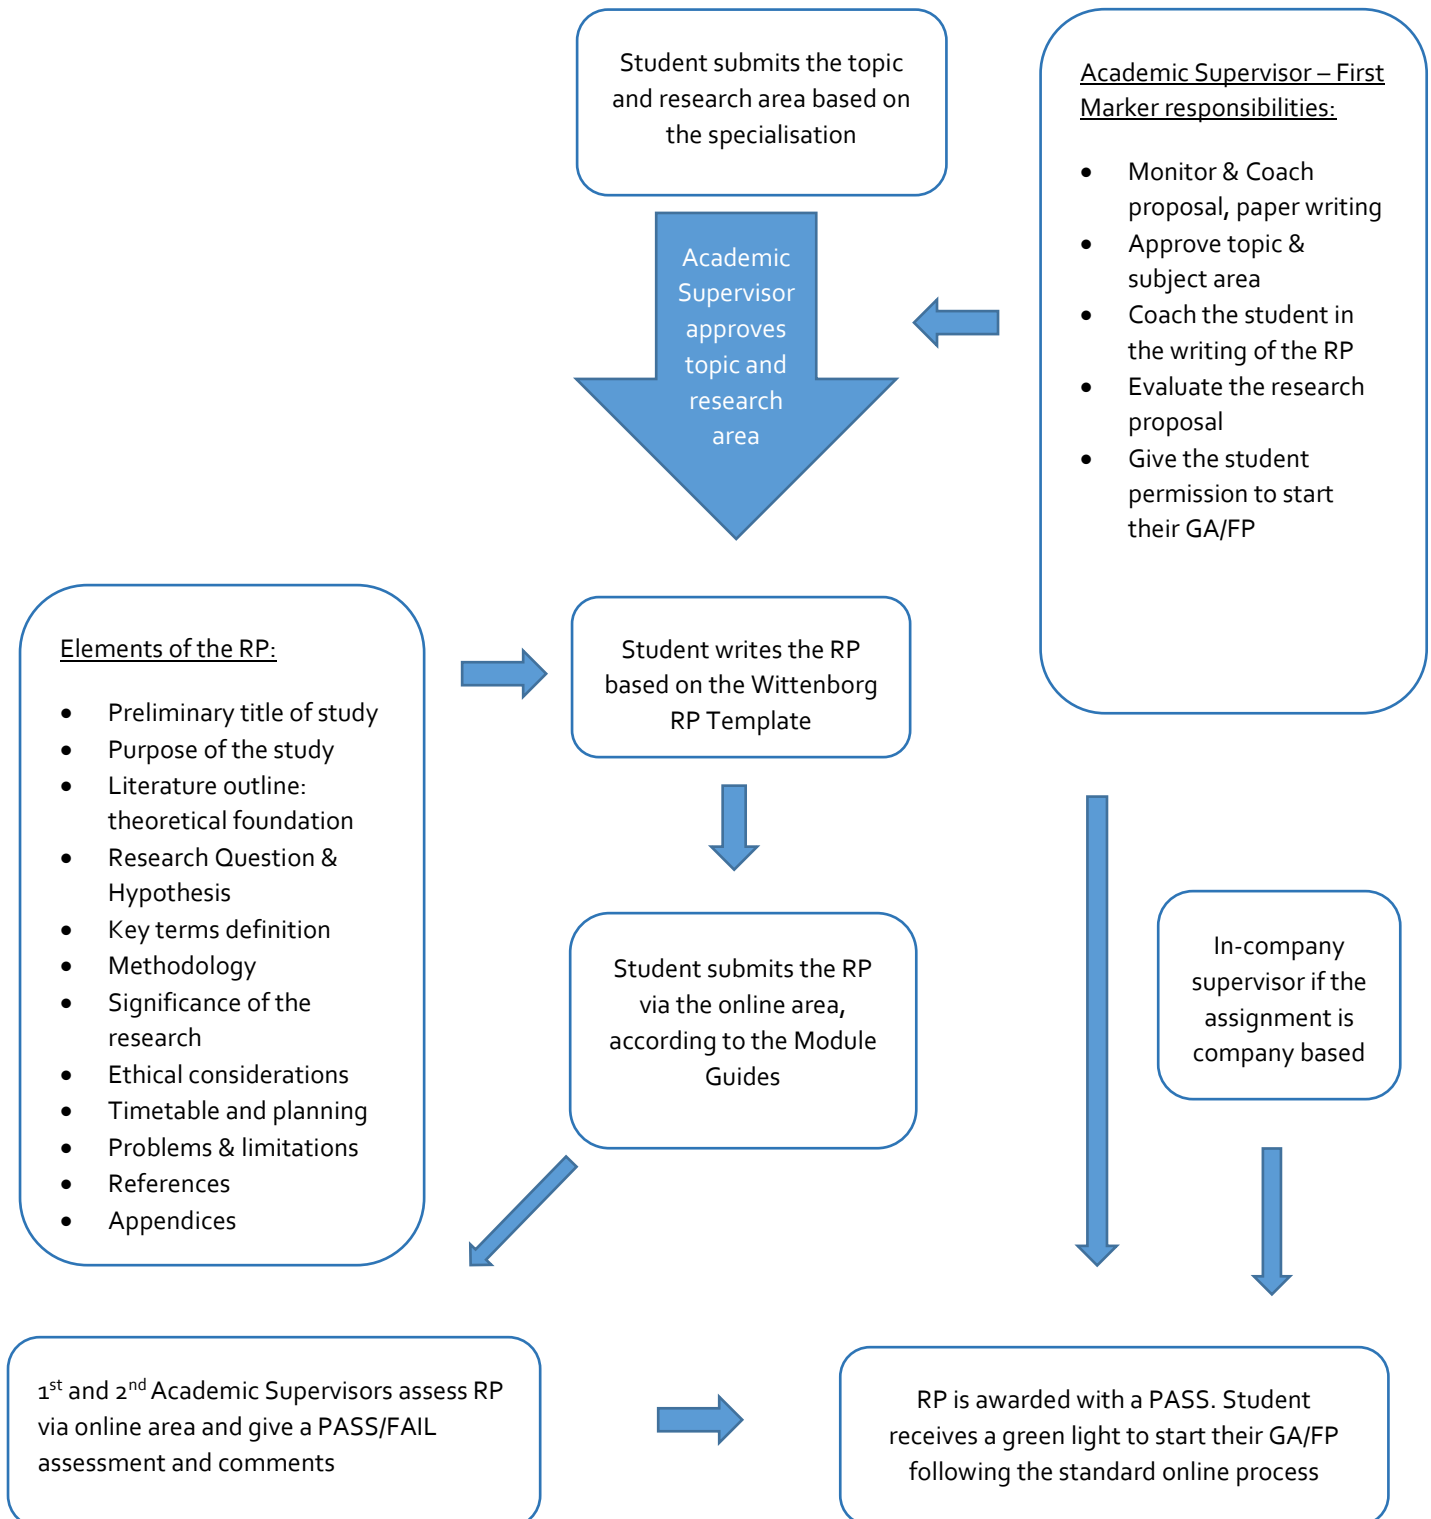 Student submits the topic
and research area based on
the specialisation
Academic Supervisor – First
Marker responsibilities:
• Monitor & Coach
proposal, paper writing
• Approve topic &
subject area
• Coach the student in
the writing of the RP
• Evaluate the research
proposal
• Give the student
permission to start
their GA/FP
Academic
Supervisor
approves
topic and
research
area
Elements of the RP:
• Preliminary title of study
• Purpose of the study
• Literature outline:
theoretical foundation
• Research Question &
Hypothesis
• Key terms definition
• Methodology
• Significance of the
research
• Ethical considerations
• Timetable and planning
• Problems & limitations
• References
• Appendices
Student writes the RP
based on the Wittenborg
RP Template
Student submits the RP
via the online area,
according to the Module
Guides
In-company
supervisor if the
assignment is
company based
1st and 2nd Academic Supervisors assess RP
via online area and give a PASS/FAIL
assessment and comments
RP is awarded with a PASS. Student
receives a green light to start their GA/FP
following the standard online process